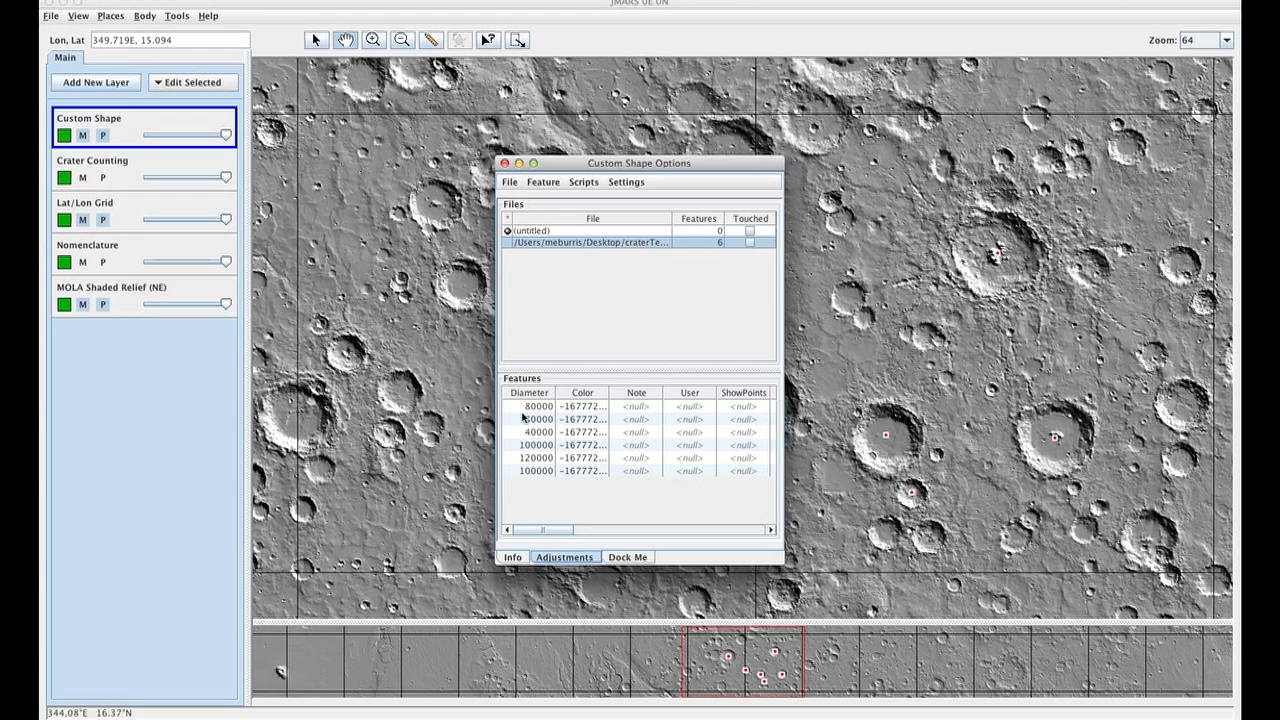 File View Places Body Tools Help
Lon, Lat 349.719E, 15.094
Zoom: 64
Main
Add New Layer Edit Selected
Custom Shape
M P
Crater Counting
M P
Lat/Lon Grid
M P
Nomenclature
M P
MOLA Shaded Relief (NE)
M P
Custom Shape Options
File Feature Scripts Settings
Files
* File Features Touched
(untitled) 0
/Users/meburris/Desktop/craterTe... 6
Features
Diameter Color Note User ShowPoints
80000 -167772... <null> <null> <null>
-167772... <null> <null> <null>
40000 -167772... <null> <null> <null>
100000 -167772... <null> <null> <null>
120000 -167772... <null> <null> <null>
100000 -167772... <null> <null> <null>
Info Adjustments Dock Me
344.08°E 16.37°N